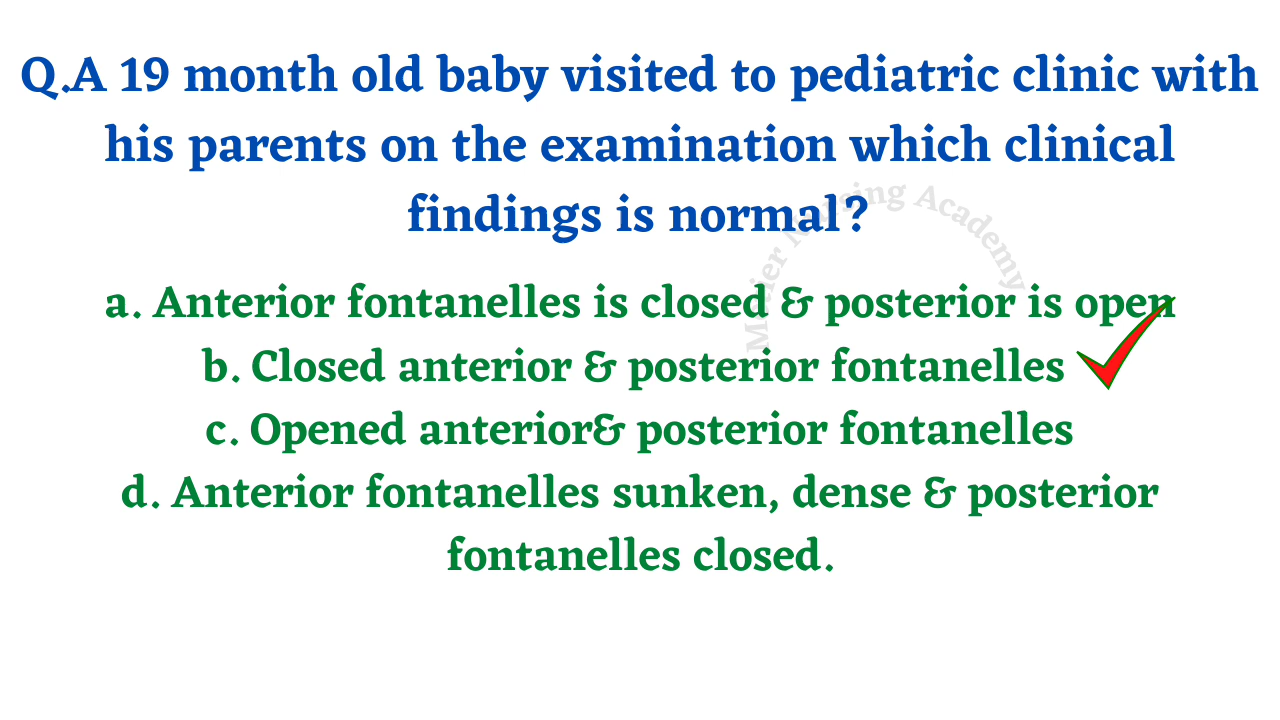 Q.A 19 month old baby visited to pediatric clinic with
his parents on the examination which clinical
findings is normal?
a. Anterior fontanelles is closed & posterior is open
b. Closed anterior & posterior fontanelles
c. Opened anterior& posterior fontanelles
d. Anterior fontanelles sunken, dense & posterior
fontanelles closed.
Nursing Academy